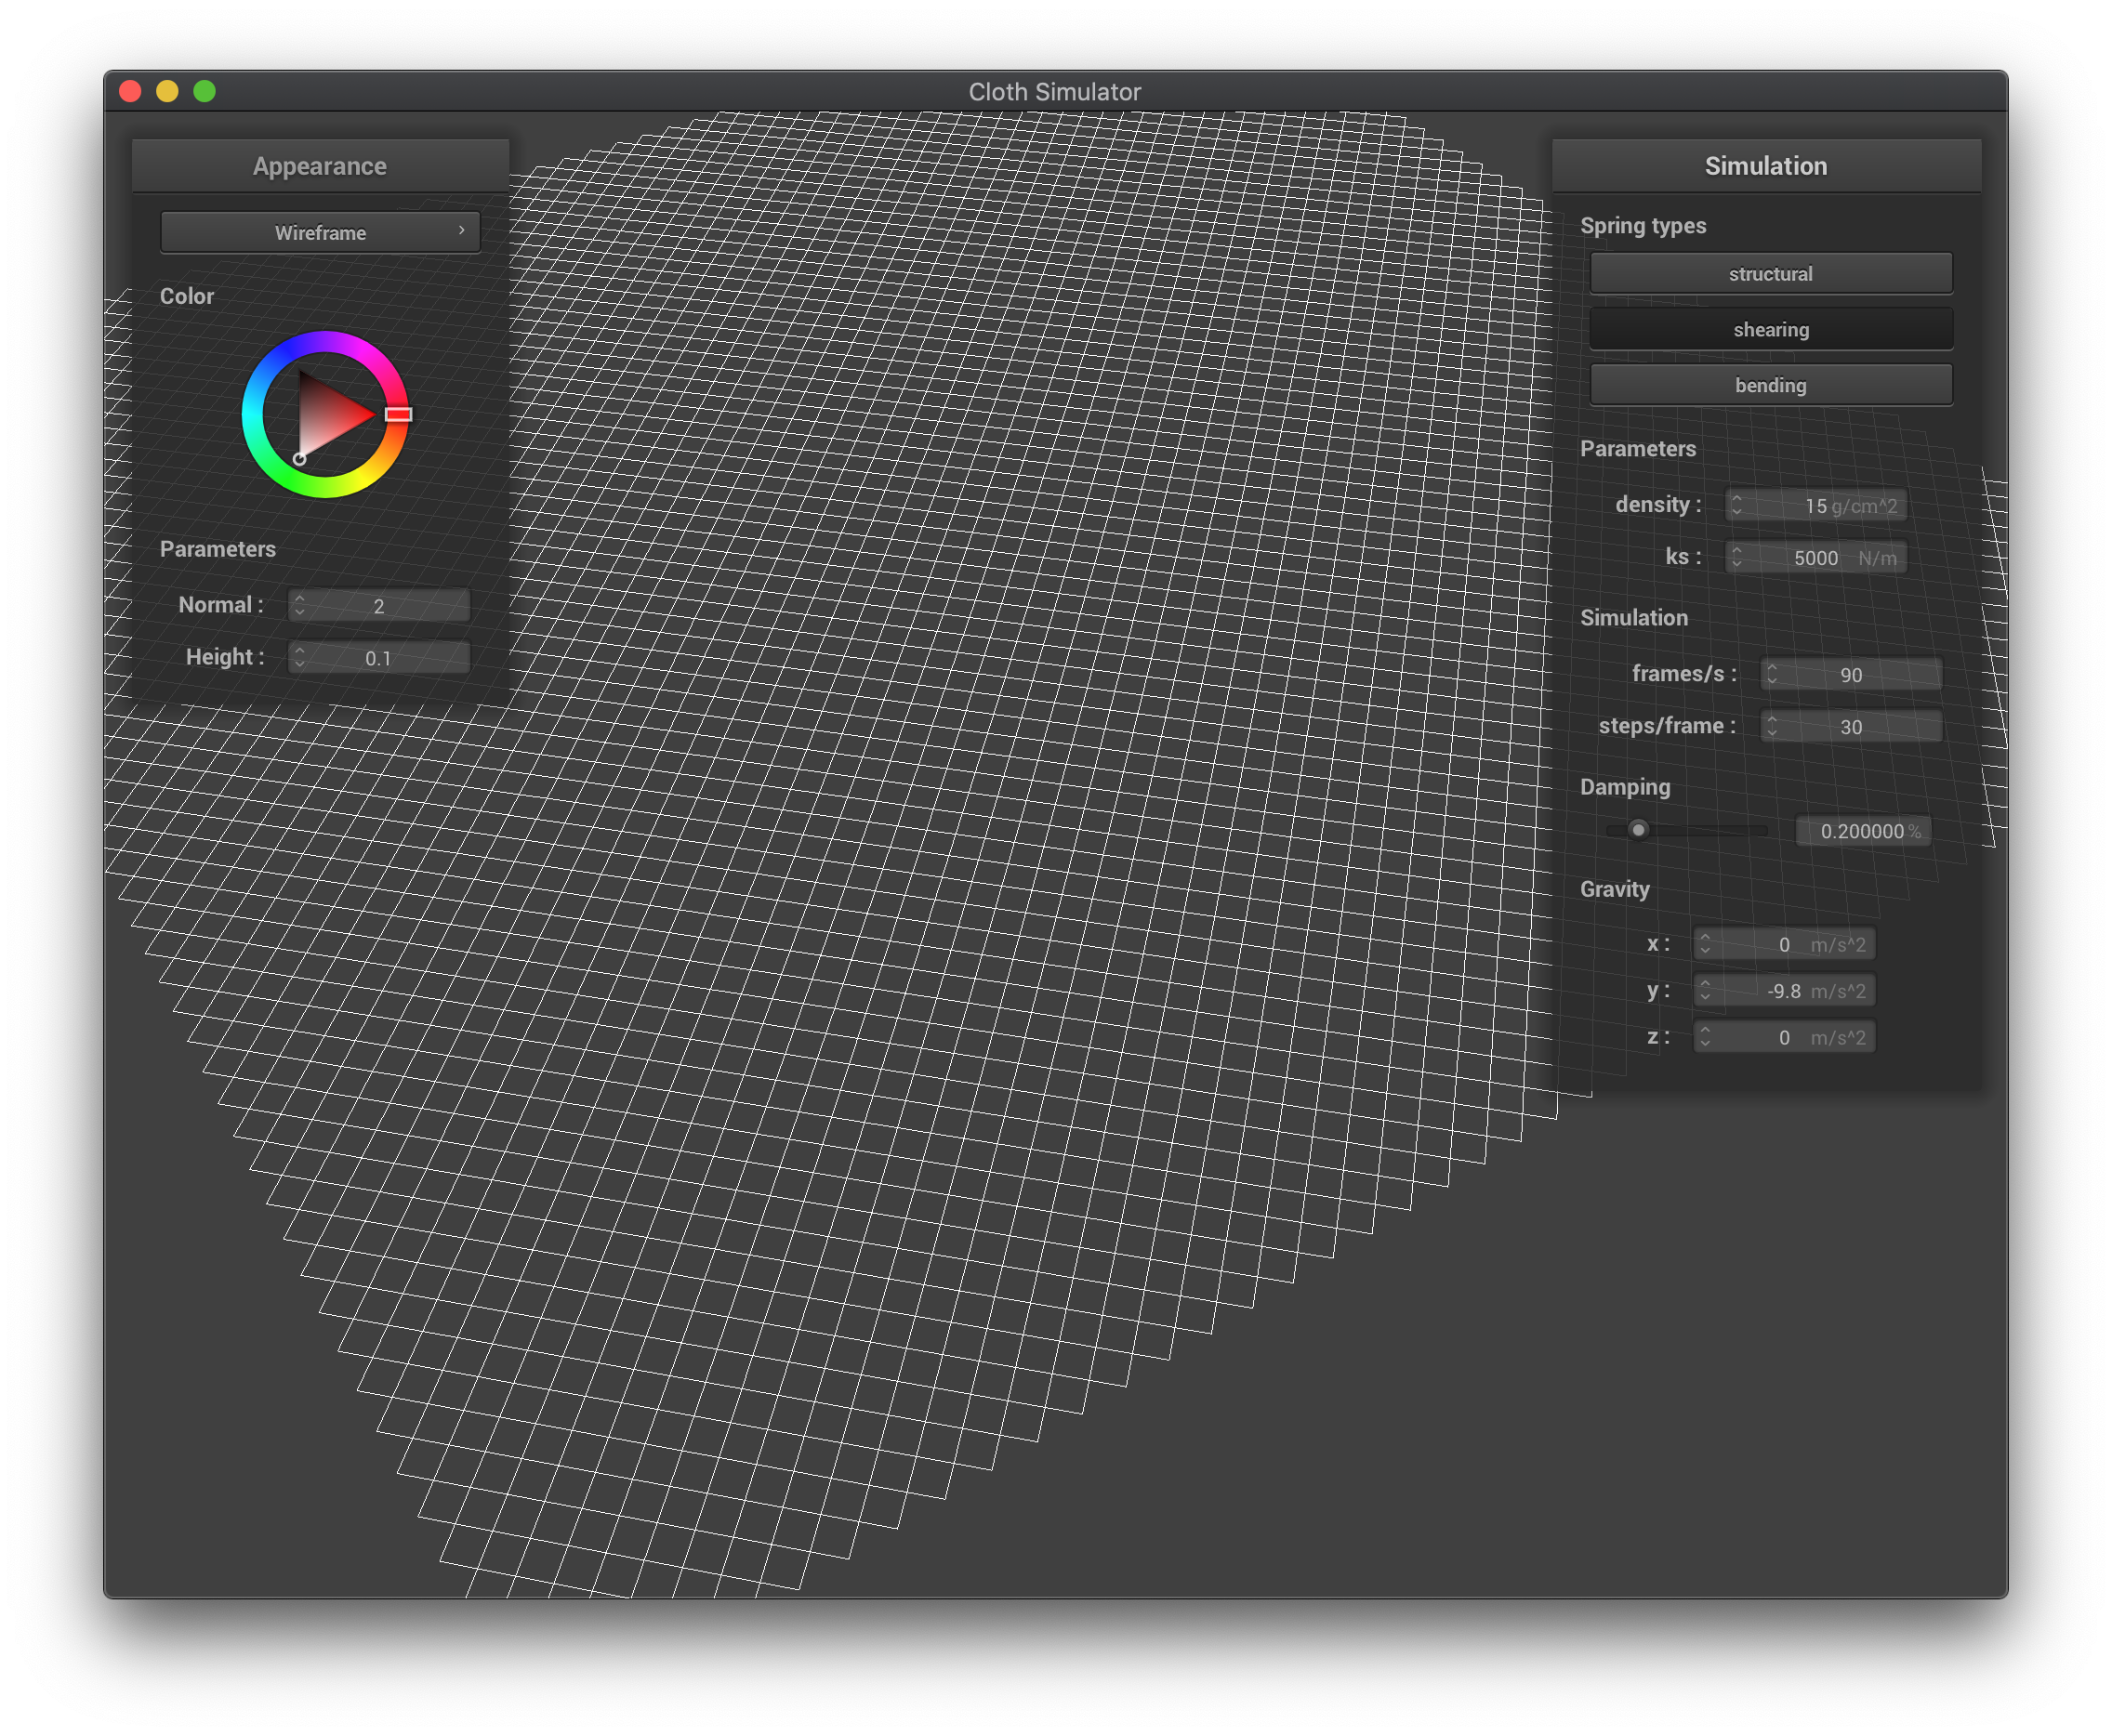 Cloth Simulator
Appearance
Wireframe
Color
Parameters
Normal : 2
Height : 0.1
Simulation
Spring types
structural
shearing
bending
Parameters
density : 15 g/cm^2
ks : 5000 N/m
Simulation
frames/s : 90
steps/frame : 30
Damping
0.200000 %
Gravity
x : 0 m/s^2
y : -9.8 m/s^2
z : 0 m/s^2